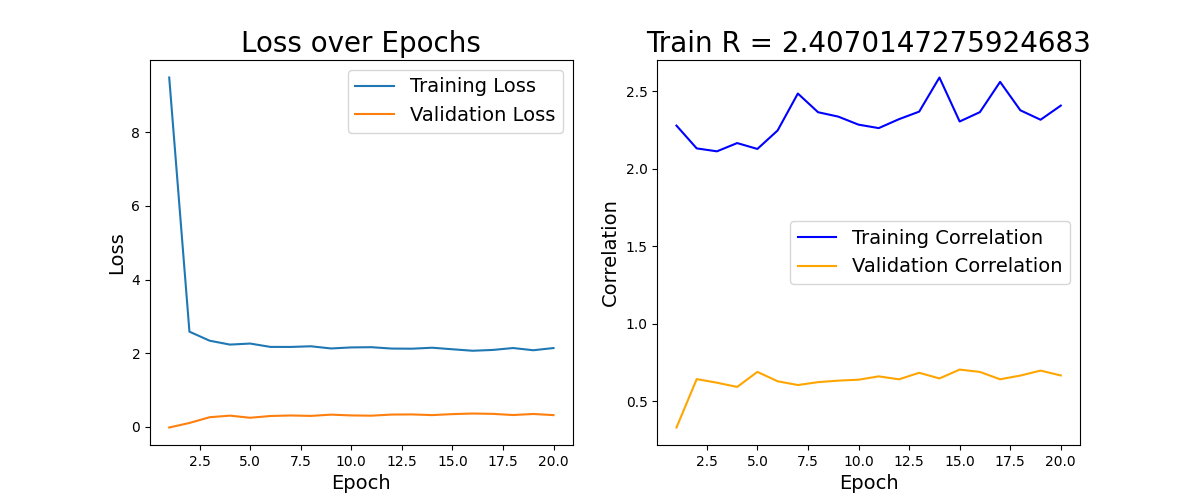 Loss over Epochs
Training Loss
Validation Loss
8
6
4
2
0
Loss
2.5
5.0
7.5
10.0
12.5
15.0
17.5
20.0
Epoch
Train R = 2.4070147275924683
2.5
2.0
1.5
1.0
0.5
Correlation
Training Correlation
Validation Correlation
2.5
5.0
7.5
10.0
12.5
15.0
17.5
20.0
Epoch